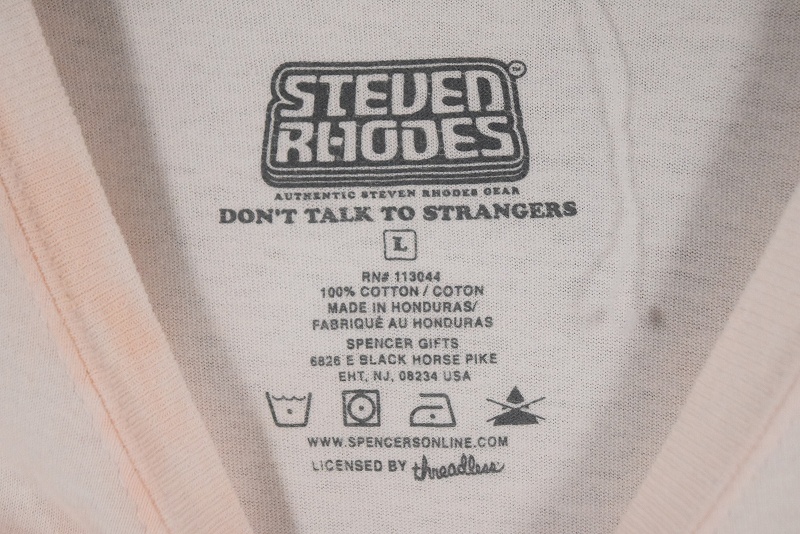 STEVEN
RHODES™
AUTHENTIC STEVEN RHODES GEAR
DON'T TALK TO STRANGERS
L
RN# 113044
100% COTTON / COTON
MADE IN HONDURAS/
FABRIQUÉ AU HONDURAS
SPENCER GIFTS
6826 E BLACK HORSE PIKE
EHT, NJ, 08234 USA
WWW.SPENCERSONLINE.COM
LICENSED BY threadless